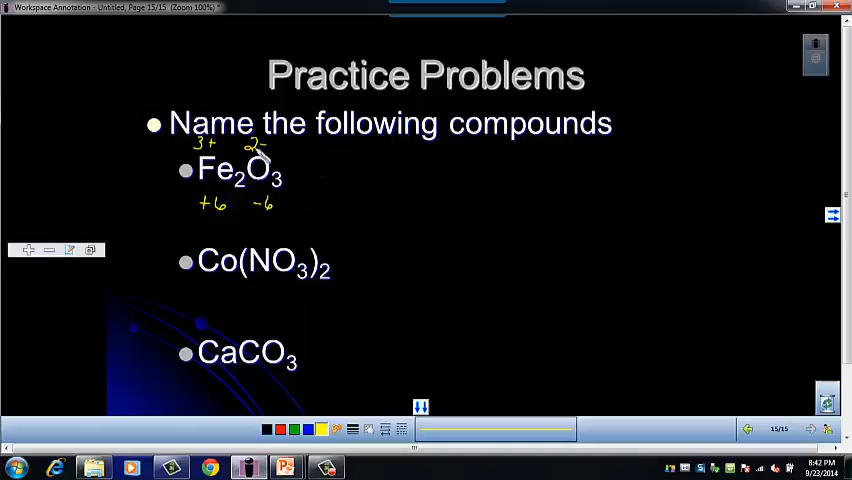 Workspace Annotation - Untitled, Page 15/15 (Zoom 100%) *
Practice Problems
Name the following compounds
3+ 2-
Fe2O3
+6 -6
Co(NO3)2
CaCO3
15/15
8:42 PM
9/23/2014